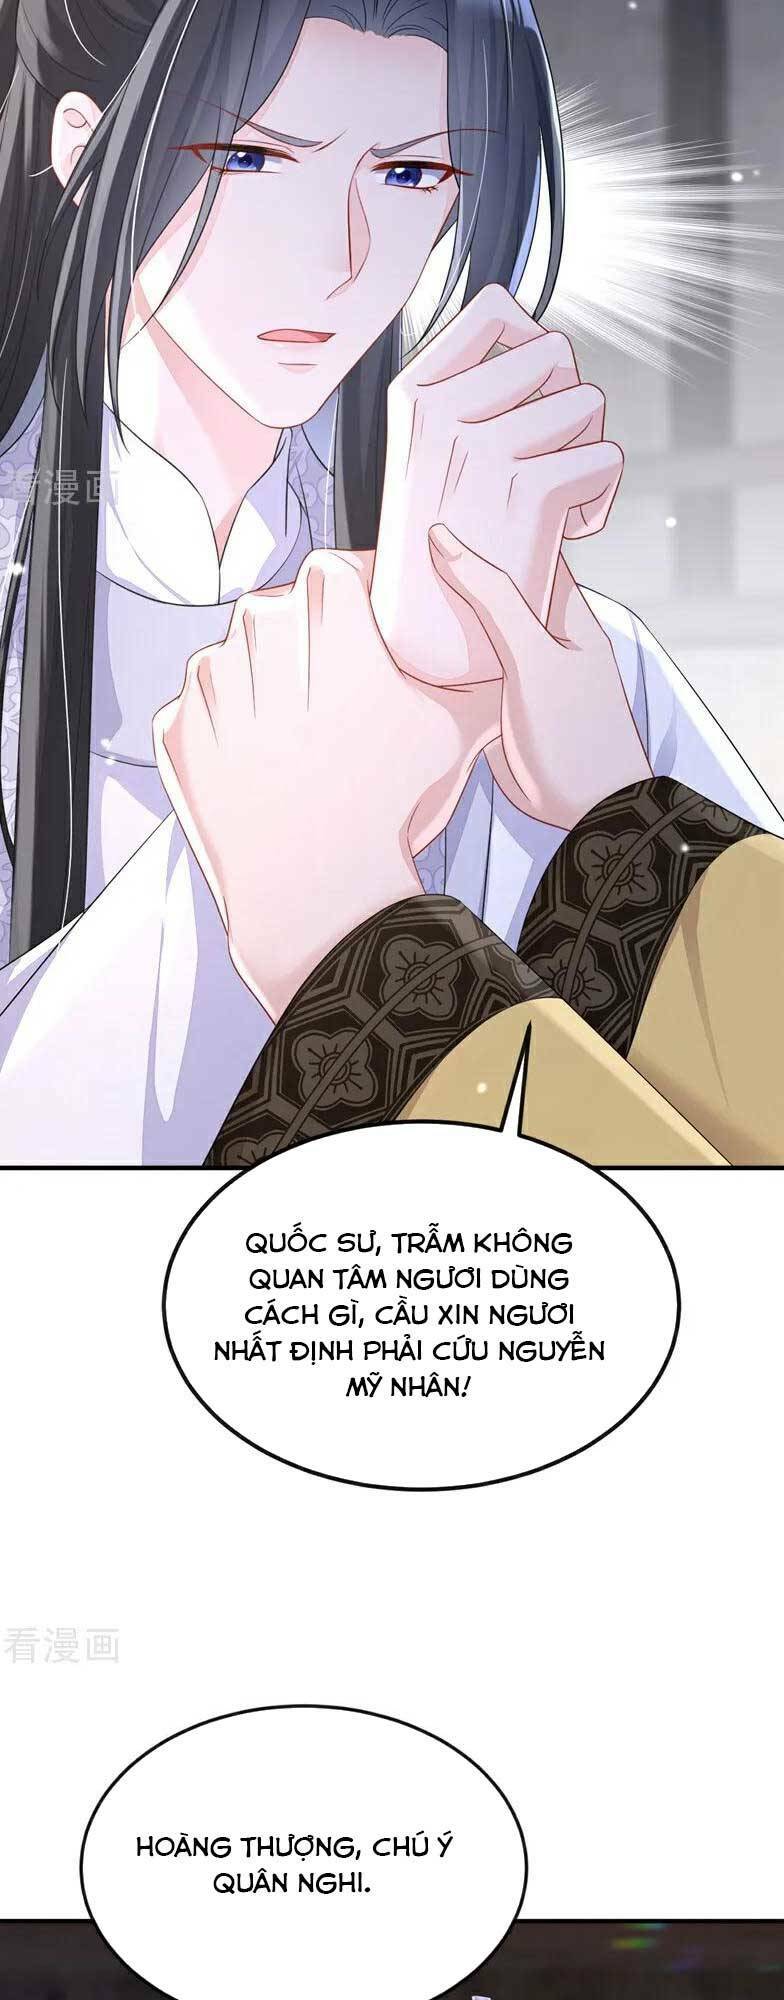 看漫画
QUỐC SƯ, TRẪM KHÔNG
QUAN TÂM NGƯƠI DÙNG
CÁCH GÌ, CẦU XIN NGƯƠI
NHẤT ĐỊNH PHẢI CỨU NGUYỄN
MỸ NHÂN!
看漫画
HOÀNG THƯỢNG, CHÚ Ý
QUÂN NGHI.